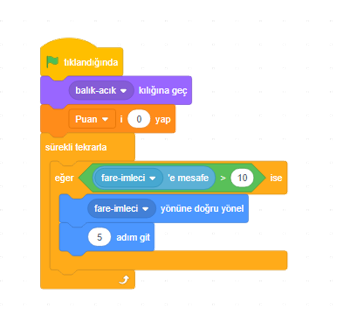 tıklandığında
balık-acık kılığına geç
Puan i 0 yap
sürekli tekrarla
eğer fare-imleci 'e mesafe > 10 ise
fare-imleci yönüne doğru yönel
5 adım git